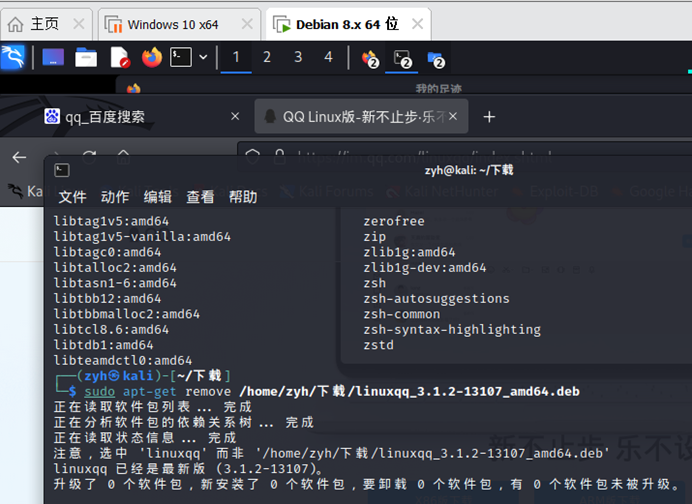 主页
Windows 10 x64
Debian 8.x 64 位
1 2 3 4
2 2 2
我的足迹
qq_百度搜索
QQ Linux版-新不止步·乐不
zyh@kali: ~/下载
Kali Forums Kali NetHunter Exploit-DB Google H
文件 动作 编辑 查看 帮助
libtag1v5:amd64 zerofree
libtag1v5-vanilla:amd64 zip
libtagc0:amd64 zlib1g:amd64
libtalloc2:amd64 zlib1g-dev:amd64
libtasn1-6:amd64 zsh
libtbb12:amd64 zsh-autosuggestions
libtbbmalloc2:amd64 zsh-common
libtcl8.6:amd64 zsh-syntax-highlighting
libtdb1:amd64 zstd
libteamdctl0:amd64
┌──(zyh㉿kali)-[~/下载]
└─$ sudo apt-get remove /home/zyh/下载/linuxqq_3.1.2-13107_amd64.deb
正在读取软件包列表... 完成
正在分析软件包的依赖关系树... 完成
正在读取状态信息... 完成
注意，选中 'linuxqq' 而非 '/home/zyh/下载/linuxqq_3.1.2-13107_amd64.deb'
linuxqq 已经是最新版 (3.1.2-13107)。
升级了 0 个软件包，新安装了 0 个软件包，要卸载 0 个软件包，有 0 个软件包未被升级。